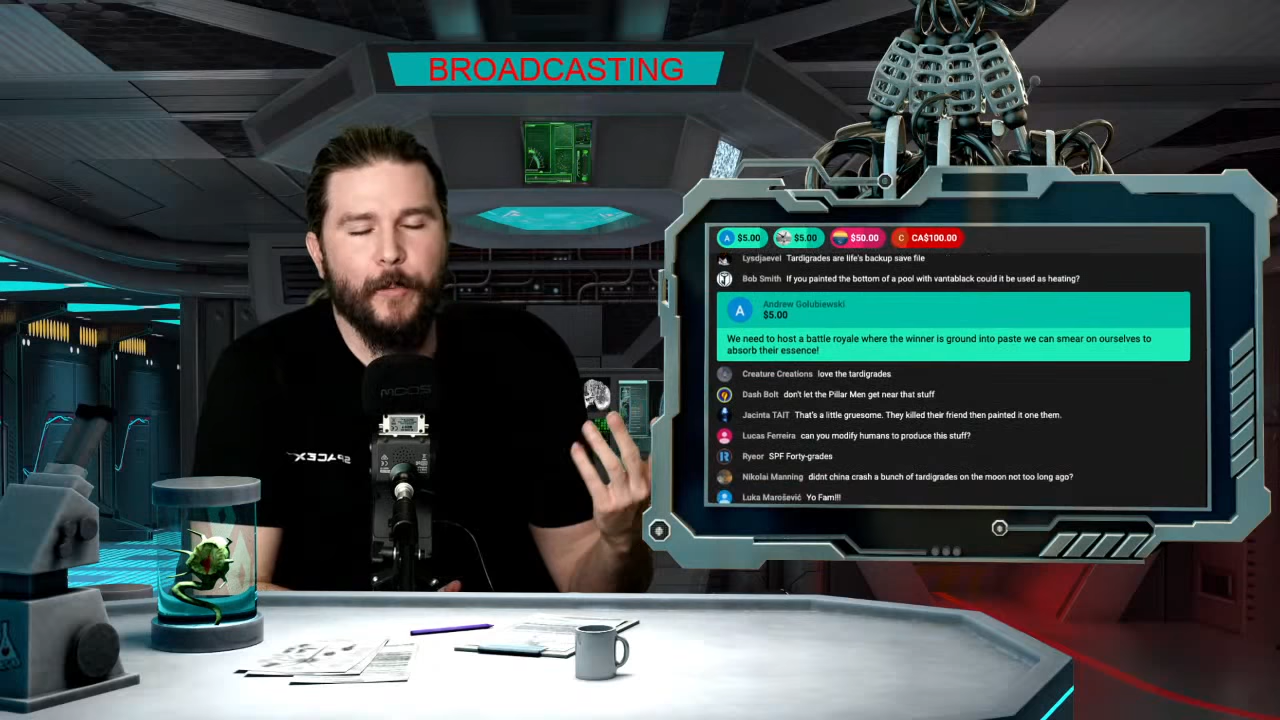 BROADCASTING
A $5.00 $5.00 $50.00 C CA$100.00
Lysdjaevel Tardigrades are life's backup save file
Bob Smith If you painted the bottom of a pool with vantablack could it be used as heating?
A Andrew Golubiewski
$5.00
We need to host a battle royale where the winner is ground into paste we can smear on ourselves to
absorb their essence!
Creature Creations love the tardigrades
Dash Bolt don't let the Pillar Men get near that stuff
Jacinta TAIT That's a little gruesome. They killed their friend then painted it one them.
Lucas Ferreira can you modify humans to produce this stuff?
R Ryeor SPF Forty-grades
Nikolai Manning didnt china crash a bunch of tardigrades on the moon not too long ago?
Luka Marošević Yo Fam!!!
SPACEX